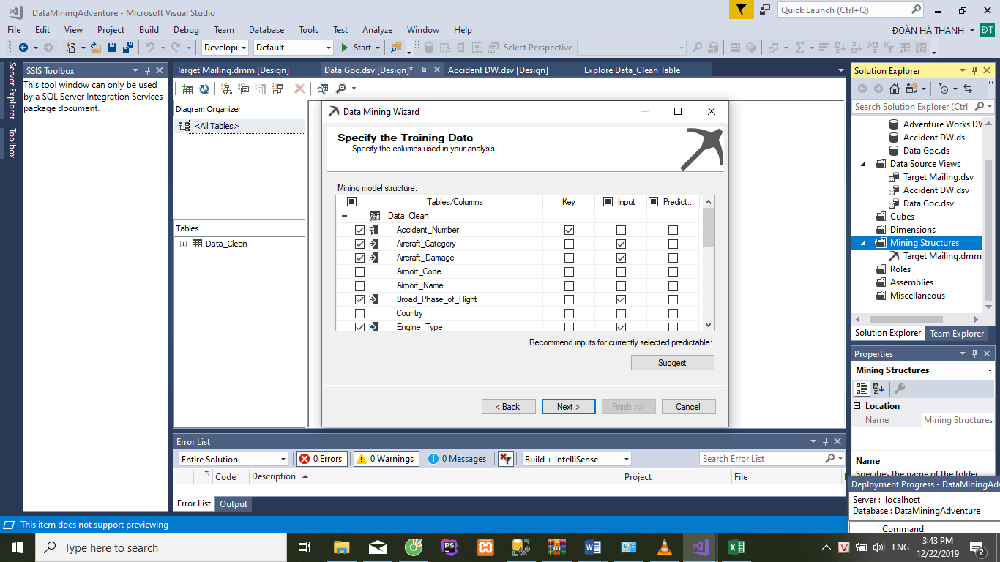 DataMiningAdventure - Microsoft Visual Studio
Quick Launch (Ctrl+Q)
File Edit View Project Build Debug Team Database Tools Test Analyze Window Help
ĐOÀN HÀ THANH ĐT
Develop Default Start Select Perspective
Server Explorer
Toolbox
SSIS Toolbox
This tool window can only be used
by a SQL Server Integration Services
package document.
Target Mailing.dmm [Design] Data Goc.dsv [Design]* Accident DW.dsv [Design] Explore Data_Clean Table
Diagram Organizer
<All Tables>
Tables
Data_Clean
Data Mining Wizard
Specify the Training Data
Specify the columns used in your analysis.
Mining model structure:
Tables/Columns Key Input Predict...
Data_Clean
Accident_Number
Aircraft_Category
Aircraft_Damage
Airport_Code
Airport_Name
Broad_Phase_of_Flight
Country
Engine_Type
Recommend inputs for currently selected predictable:
Suggest
< Back Next > Finish >>| Cancel
Solution Explorer
Search Solution Explorer (Ctrl-
Adventure Works DW
Accident DW.ds
Data Goc.ds
Data Source Views
Target Mailing.dsv
Accident DW.dsv
Data Goc.dsv
Cubes
Dimensions
Mining Structures
Target Mailing.dmm
Roles
Assemblies
Miscellaneous
Solution Explorer Team Explorer
Properties
Mining Structures
Location
Name Mining Structures
Name
Specifies the name of the folder
Deployment Progress - DataMiningAdv
Server : localhost
Database : DataMiningAdventure
Command
Error List
Entire Solution 0 Errors 0 Warnings 0 Messages Build + IntelliSense Search Error List
Code Description Project File
Error List Output
This item does not support previewing
Type here to search
ENG
3:43 PM
12/22/2019
2